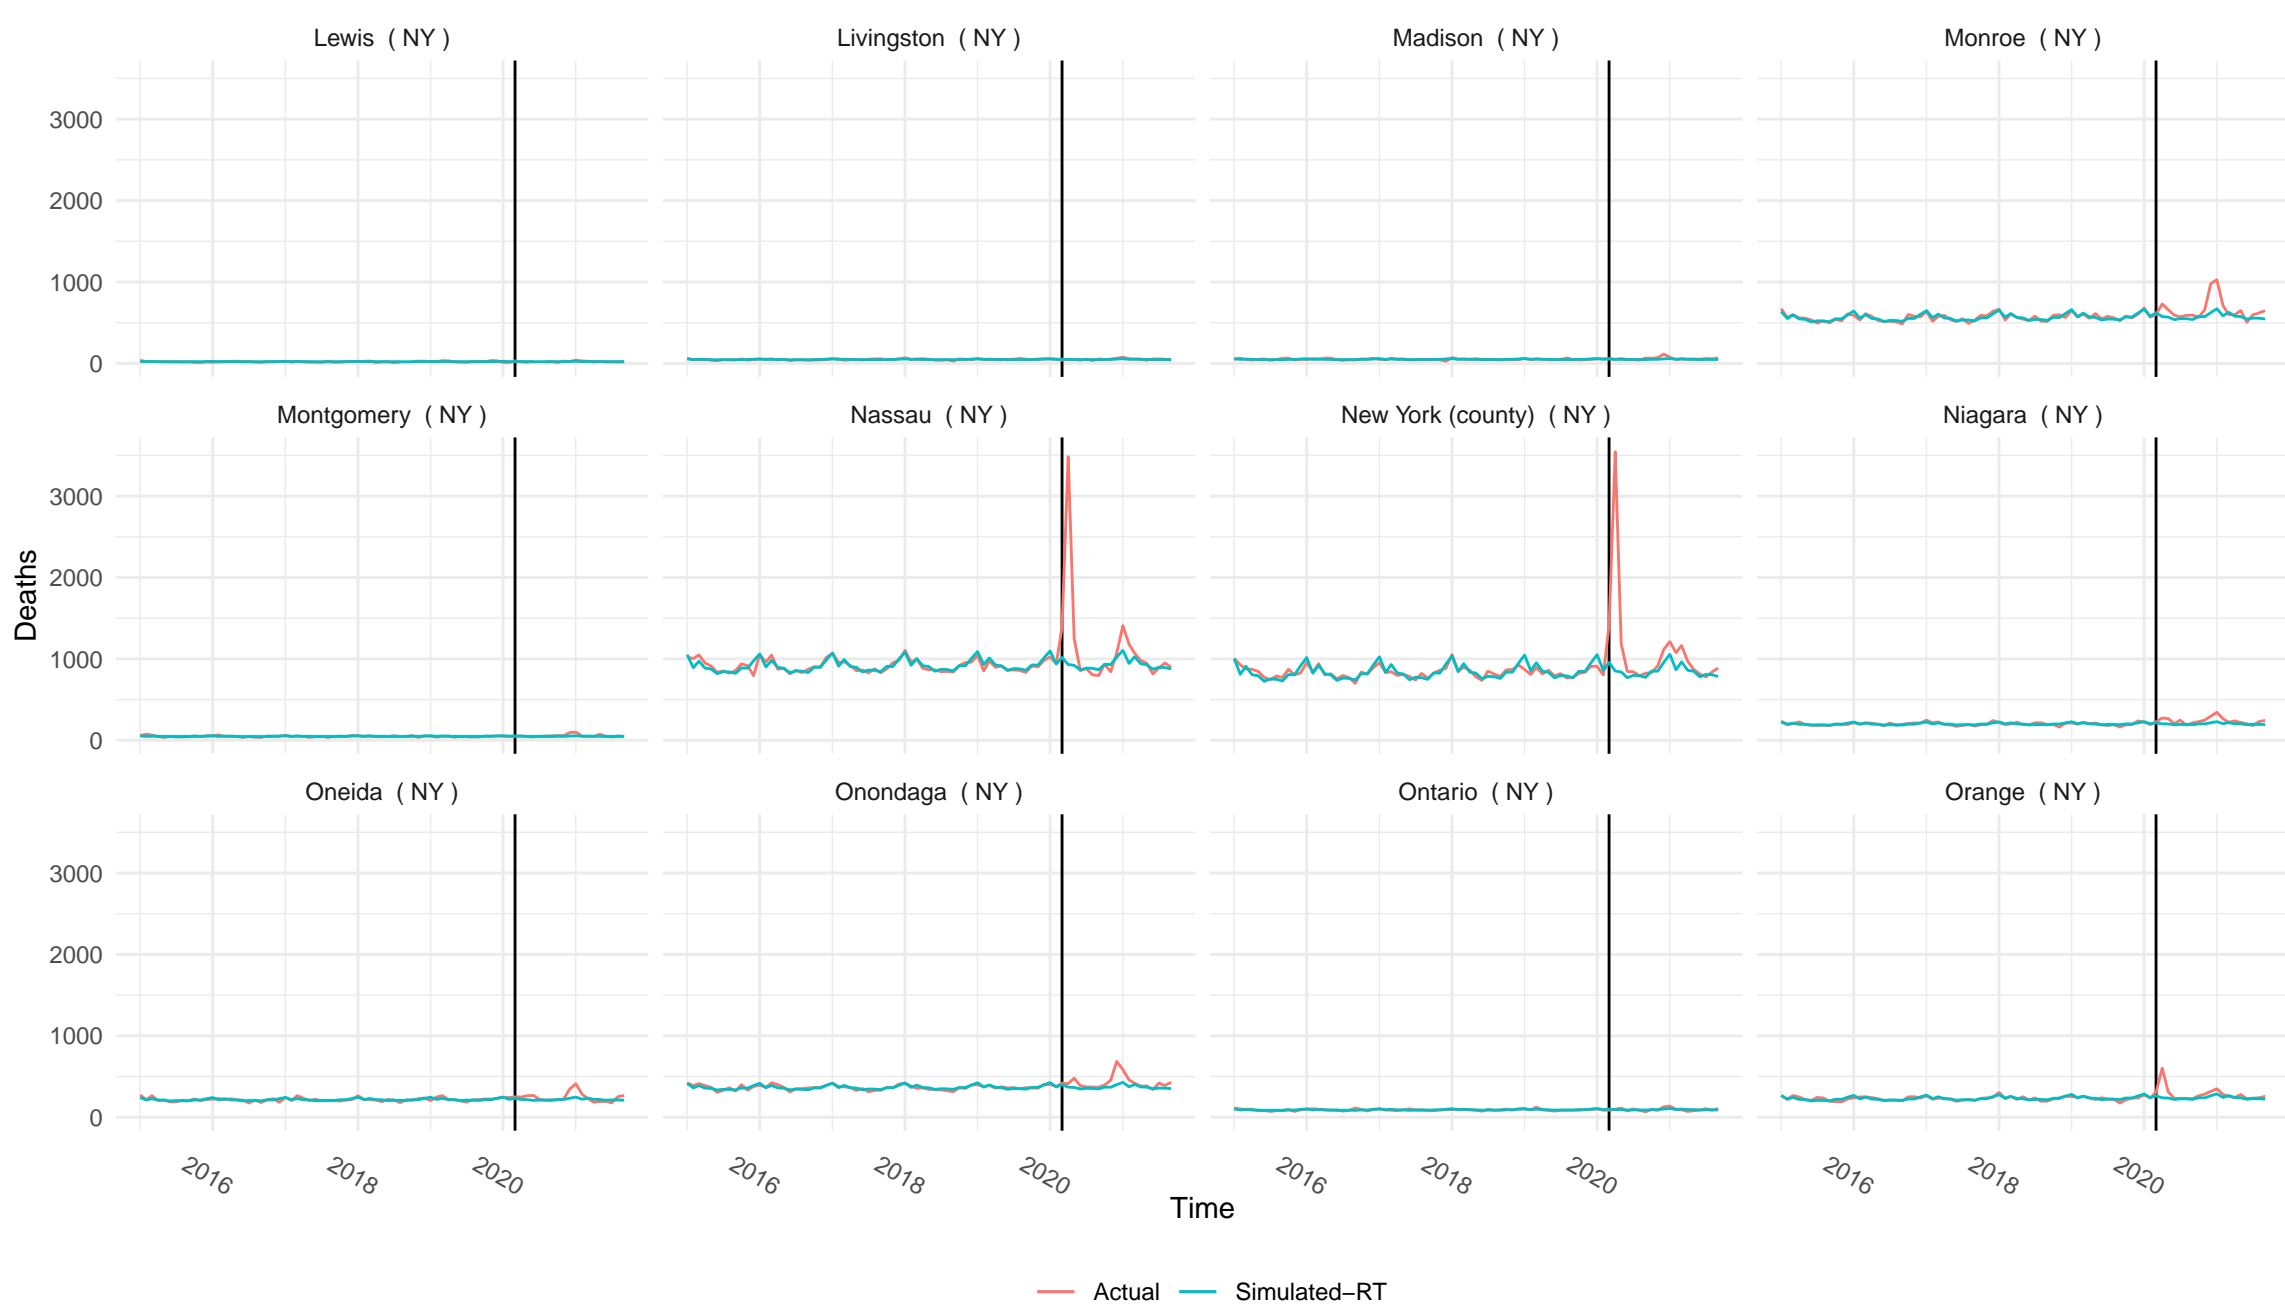 Lewis  ( NY )
Livingston  ( NY )
Madison  ( NY )
Monroe  ( NY )
3000
2000
1000
0
Montgomery  ( NY )
Nassau  ( NY )
New York (county)  ( NY )
Niagara  ( NY )
3000
2000
1000
0
Deaths
Oneida  ( NY )
Onondaga  ( NY )
Ontario  ( NY )
Orange  ( NY )
3000
2000
1000
0
2016 2018 2020
2016 2018 2020
2016 2018 2020
2016 2018 2020
Time
Actual
Simulated−RT